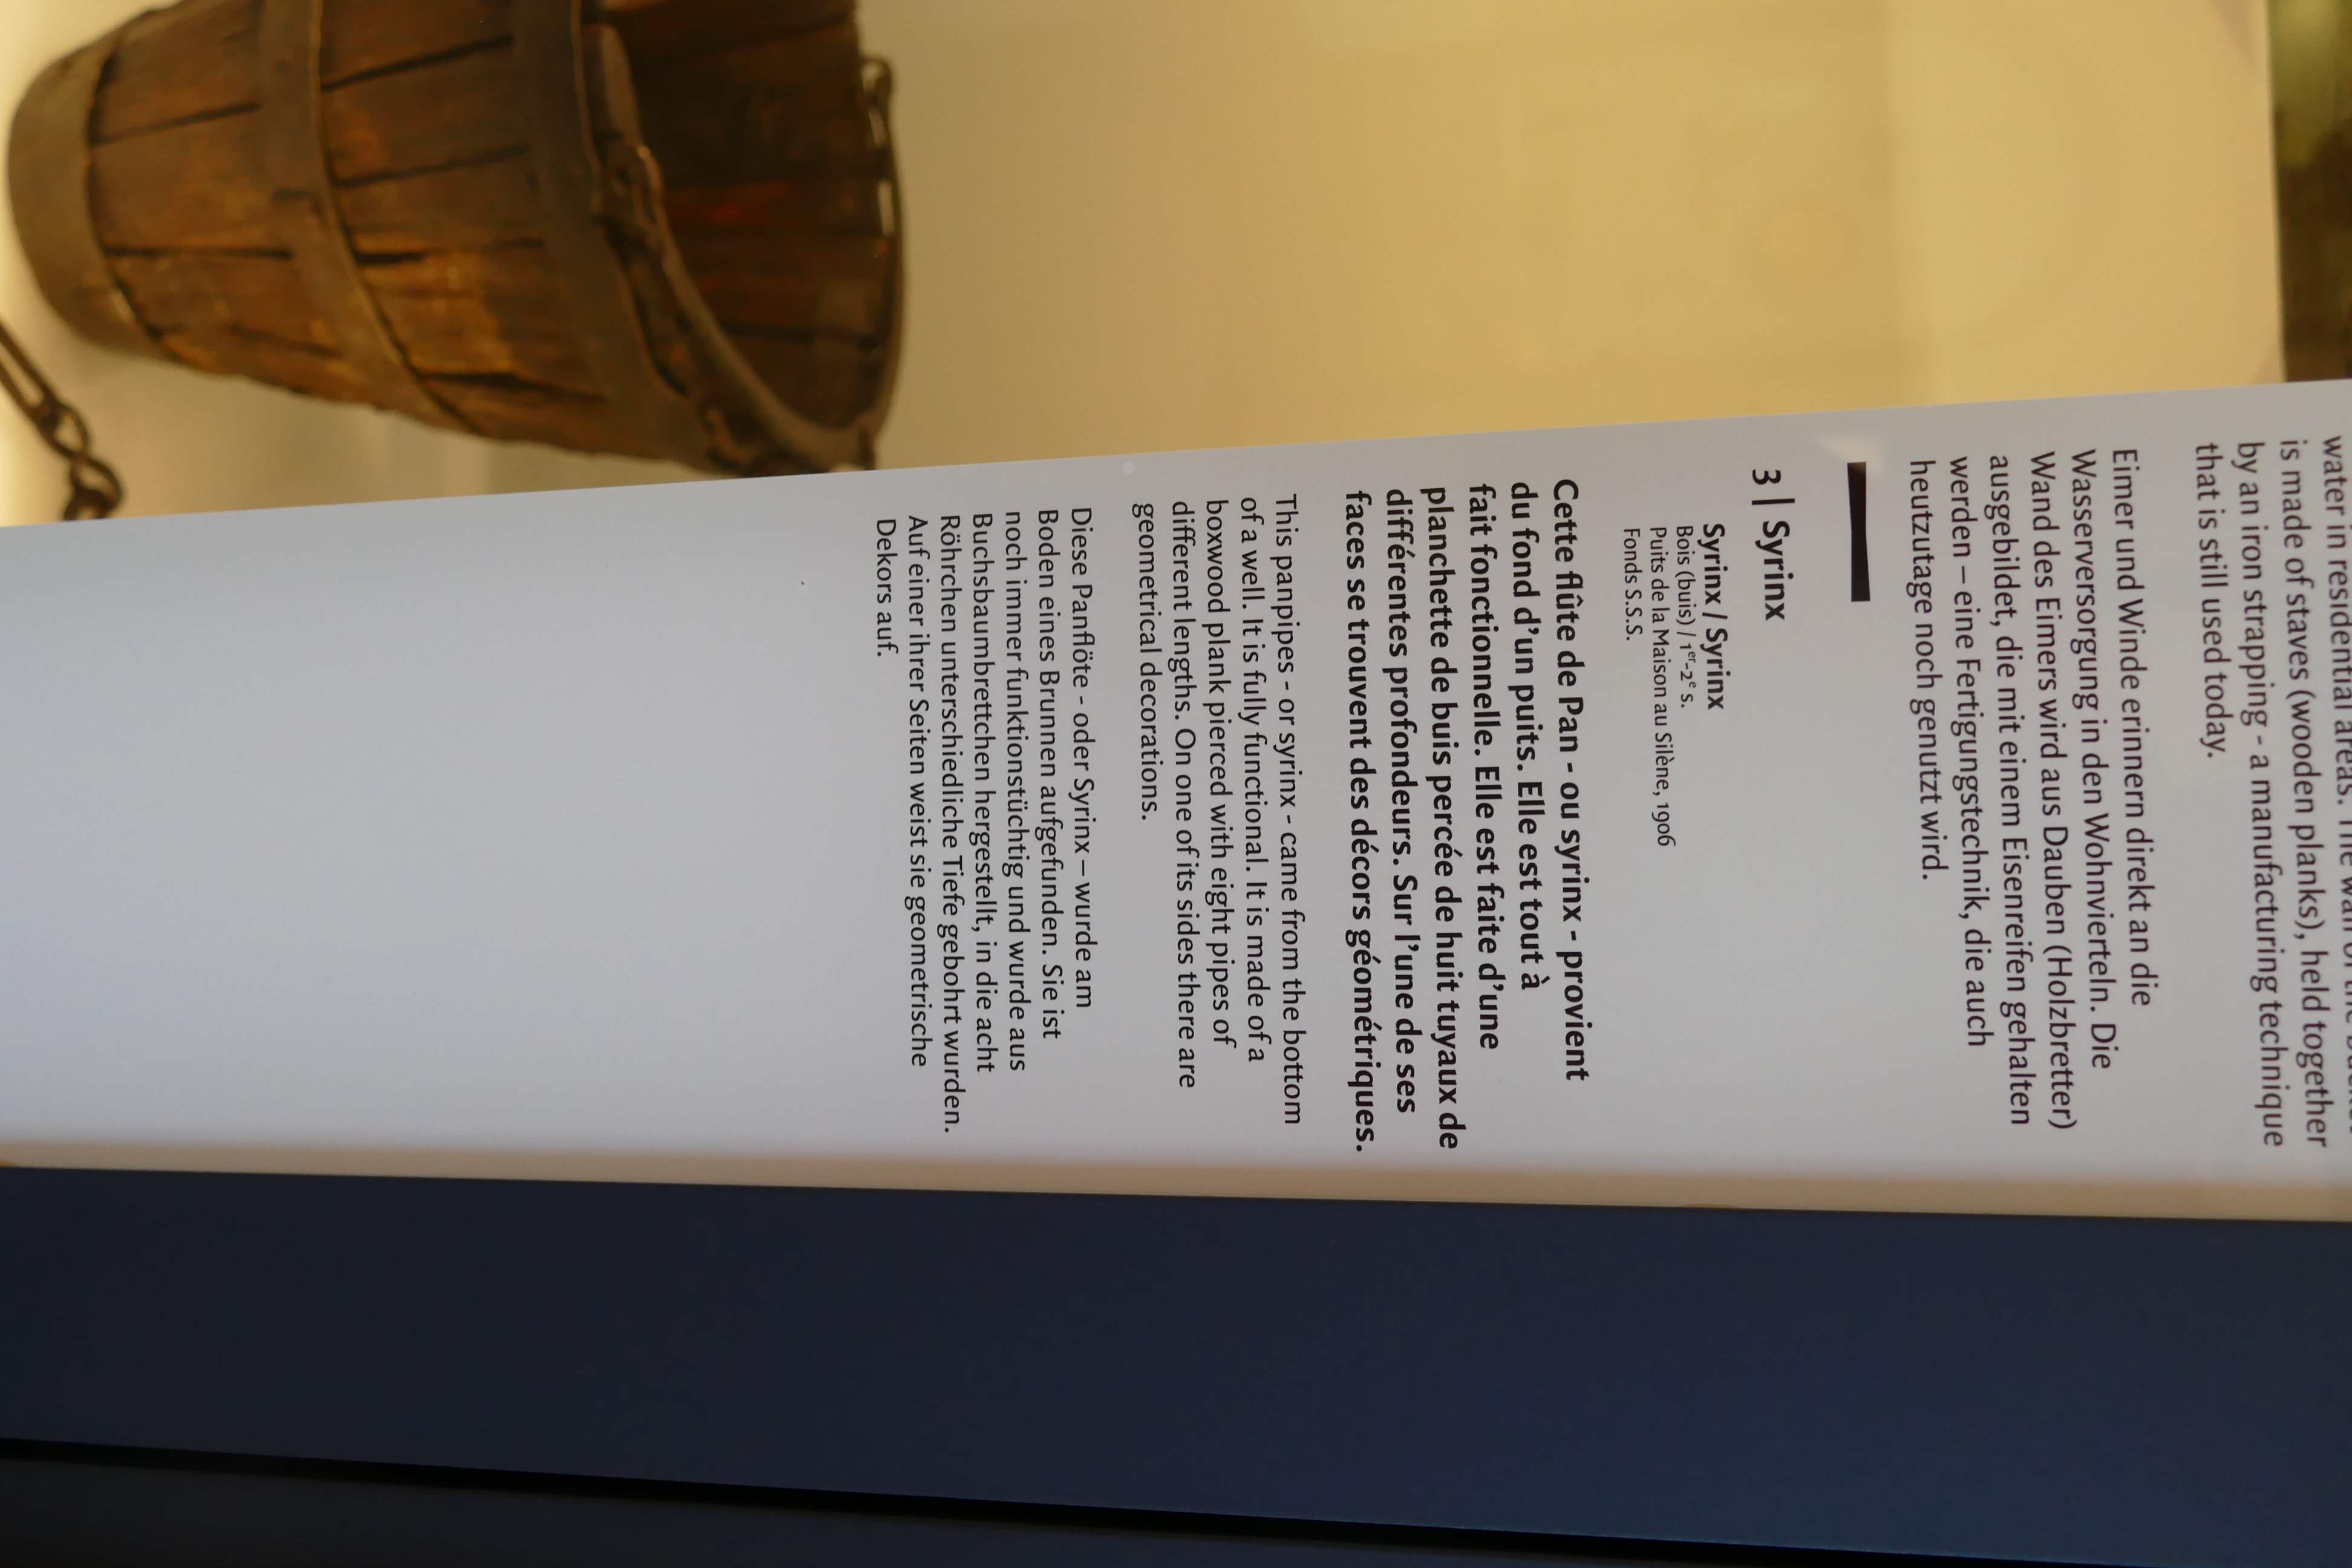 water in residential areas. The wall of the bucket
is made of staves (wooden planks), held together
by an iron strapping - a manufacturing technique
that is still used today.
Eimer und Winde erinnern direkt an die
Wasserversorgung in den Wohnvierteln. Die
Wand des Eimers wird aus Dauben (Holzbretter)
ausgebildet, die mit einem Eisenreifen gehalten
werden – eine Fertigungstechnik, die auch
heutzutage noch genutzt wird.
3 | Syrinx
Syrinx / Syrinx
Bois (buis) / 1er-2e s.
Puits de la Maison au Silène, 1906
Fonds S.S.S.
Cette flûte de Pan - ou syrinx - provient
du fond d'un puits. Elle est tout à
fait fonctionnelle. Elle est faite d'une
planchette de buis percée de huit tuyaux de
différentes profondeurs. Sur l'une de ses
faces se trouvent des décors géométriques.
This panpipes - or syrinx - came from the bottom
of a well. It is fully functional. It is made of a
boxwood plank pierced with eight pipes of
different lengths. On one of its sides there are
geometrical decorations.
Diese Panflöte - oder Syrinx – wurde am
Boden eines Brunnen aufgefunden. Sie ist
noch immer funktionstüchtig und wurde aus
Buchsbaumbrettchen hergestellt, in die acht
Röhrchen unterschiedliche Tiefe gebohrt wurden.
Auf einer ihrer Seiten weist sie geometrische
Dekors auf.